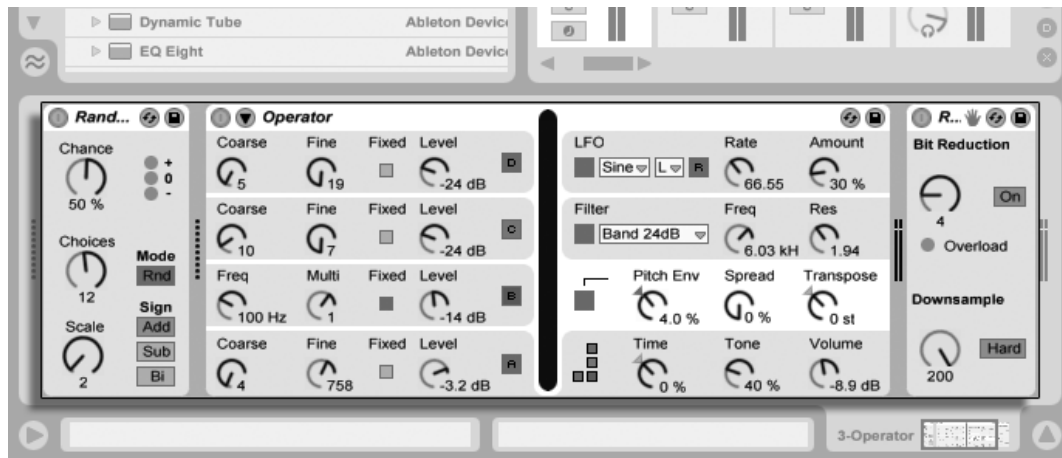 Dynamic Tube
Ableton Device
EQ Eight
Ableton Device
D
X
Rand...
Chance
50 %
+
0
-
Choices
12
Mode
Rnd
Scale
2
Sign
Add
Sub
Bi
Operator
Coarse Fine Fixed Level
5 19 -24 dB D
Coarse Fine Fixed Level
10 7 -24 dB C
Freq Multi Fixed Level
100 Hz 1 -14 dB B
Coarse Fine Fixed Level
4 758 -3.2 dB A
LFO Rate Amount
Sine L R 66.55 30 %
Filter Freq Res
Band 24dB 6.03 kH 1.94
Pitch Env Spread Transpose
4.0 % 0 % 0 st
Time Tone Volume
0 % 40 % -8.9 dB
R...
Bit Reduction
4
On
Overload
Downsample
200
Hard
3-Operator